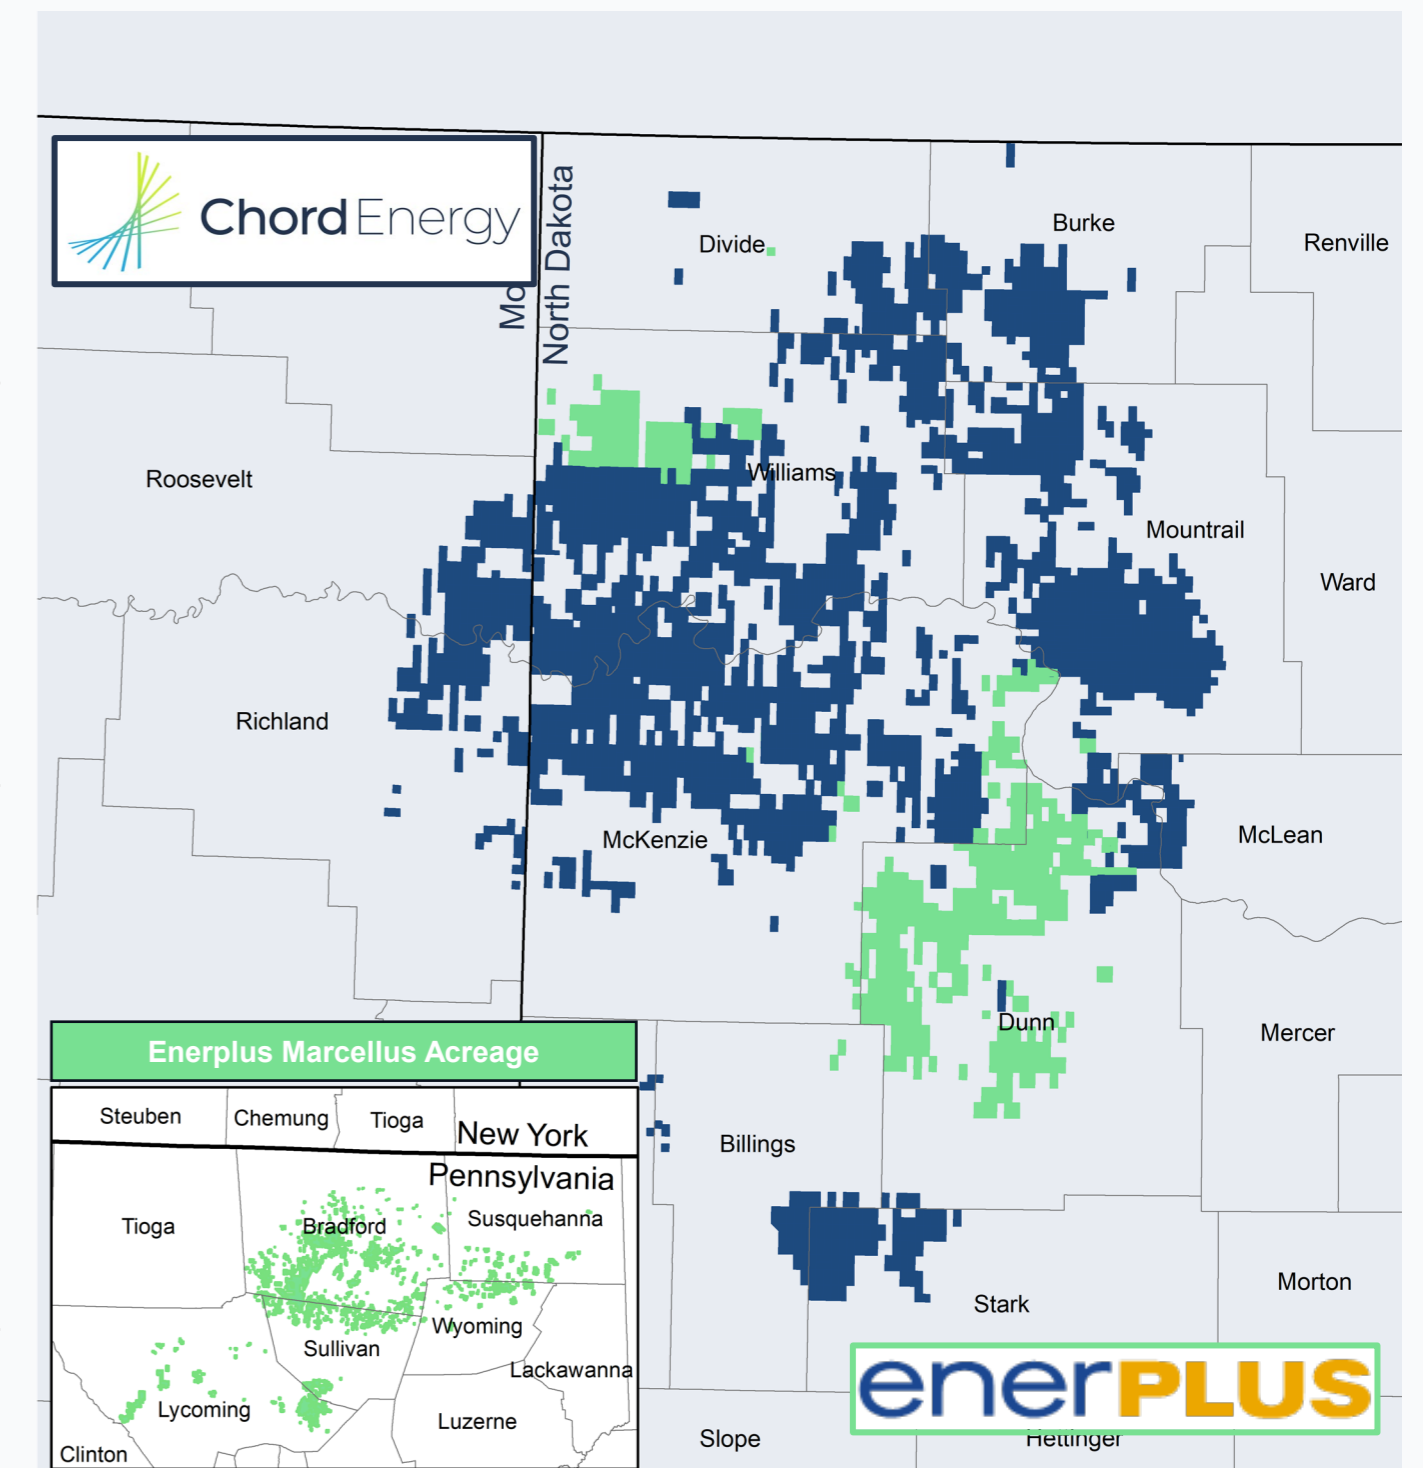 Chord Energy
Mo
North Dakota
Divide
Burke
Renville
Roosevelt
Williams
Mountrail
Ward
Richland
McKenzie
McLean
Dunn
Mercer
Enerplus Marcellus Acreage
Steuben
Chemung
Tioga
New York
Pennsylvania
Tioga
Bradford
Susquehanna
Sullivan
Wyoming
Lackawanna
Lycoming
Luzerne
Clinton
Billings
Stark
Morton
enerPLUS
Slope
Hettinger